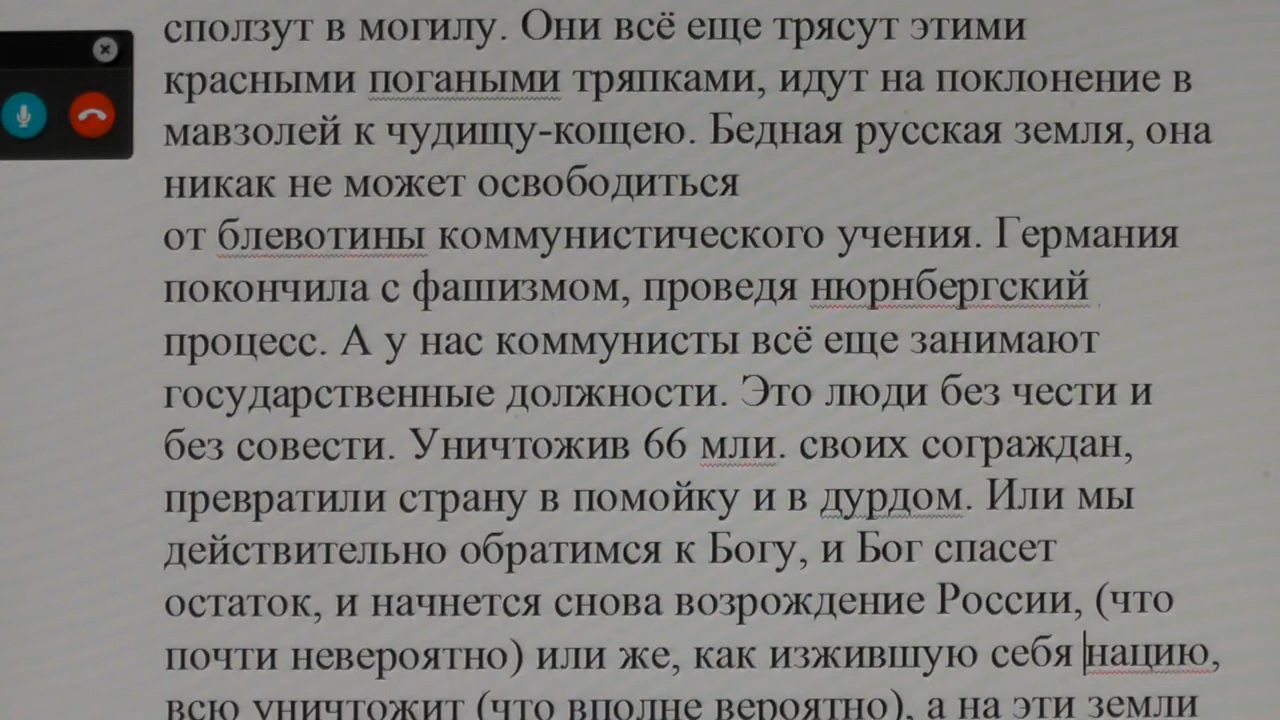 сползут в могилу. Они всё еще трясут этими
красными погаными тряпками, идут на поклонение в
мавзолей к чудищу-кощею. Бедная русская земля, она
никак не может освободиться
от блевотины коммунистического учения. Германия
покончила с фашизмом, проведя нюрнбергский
процесс. А у нас коммунисты всё еще занимают
государственные должности. Это люди без чести и
без совести. Уничтожив 66 мли. своих сограждан,
превратили страну в помойку и в дурдом. Или мы
действительно обратимся к Богу, и Бог спасет
остаток, и начнется снова возрождение России, (что
почти невероятно) или же, как изжившую себя нацию,
всю уничтожит (что вполне вероятно), а на эти земли